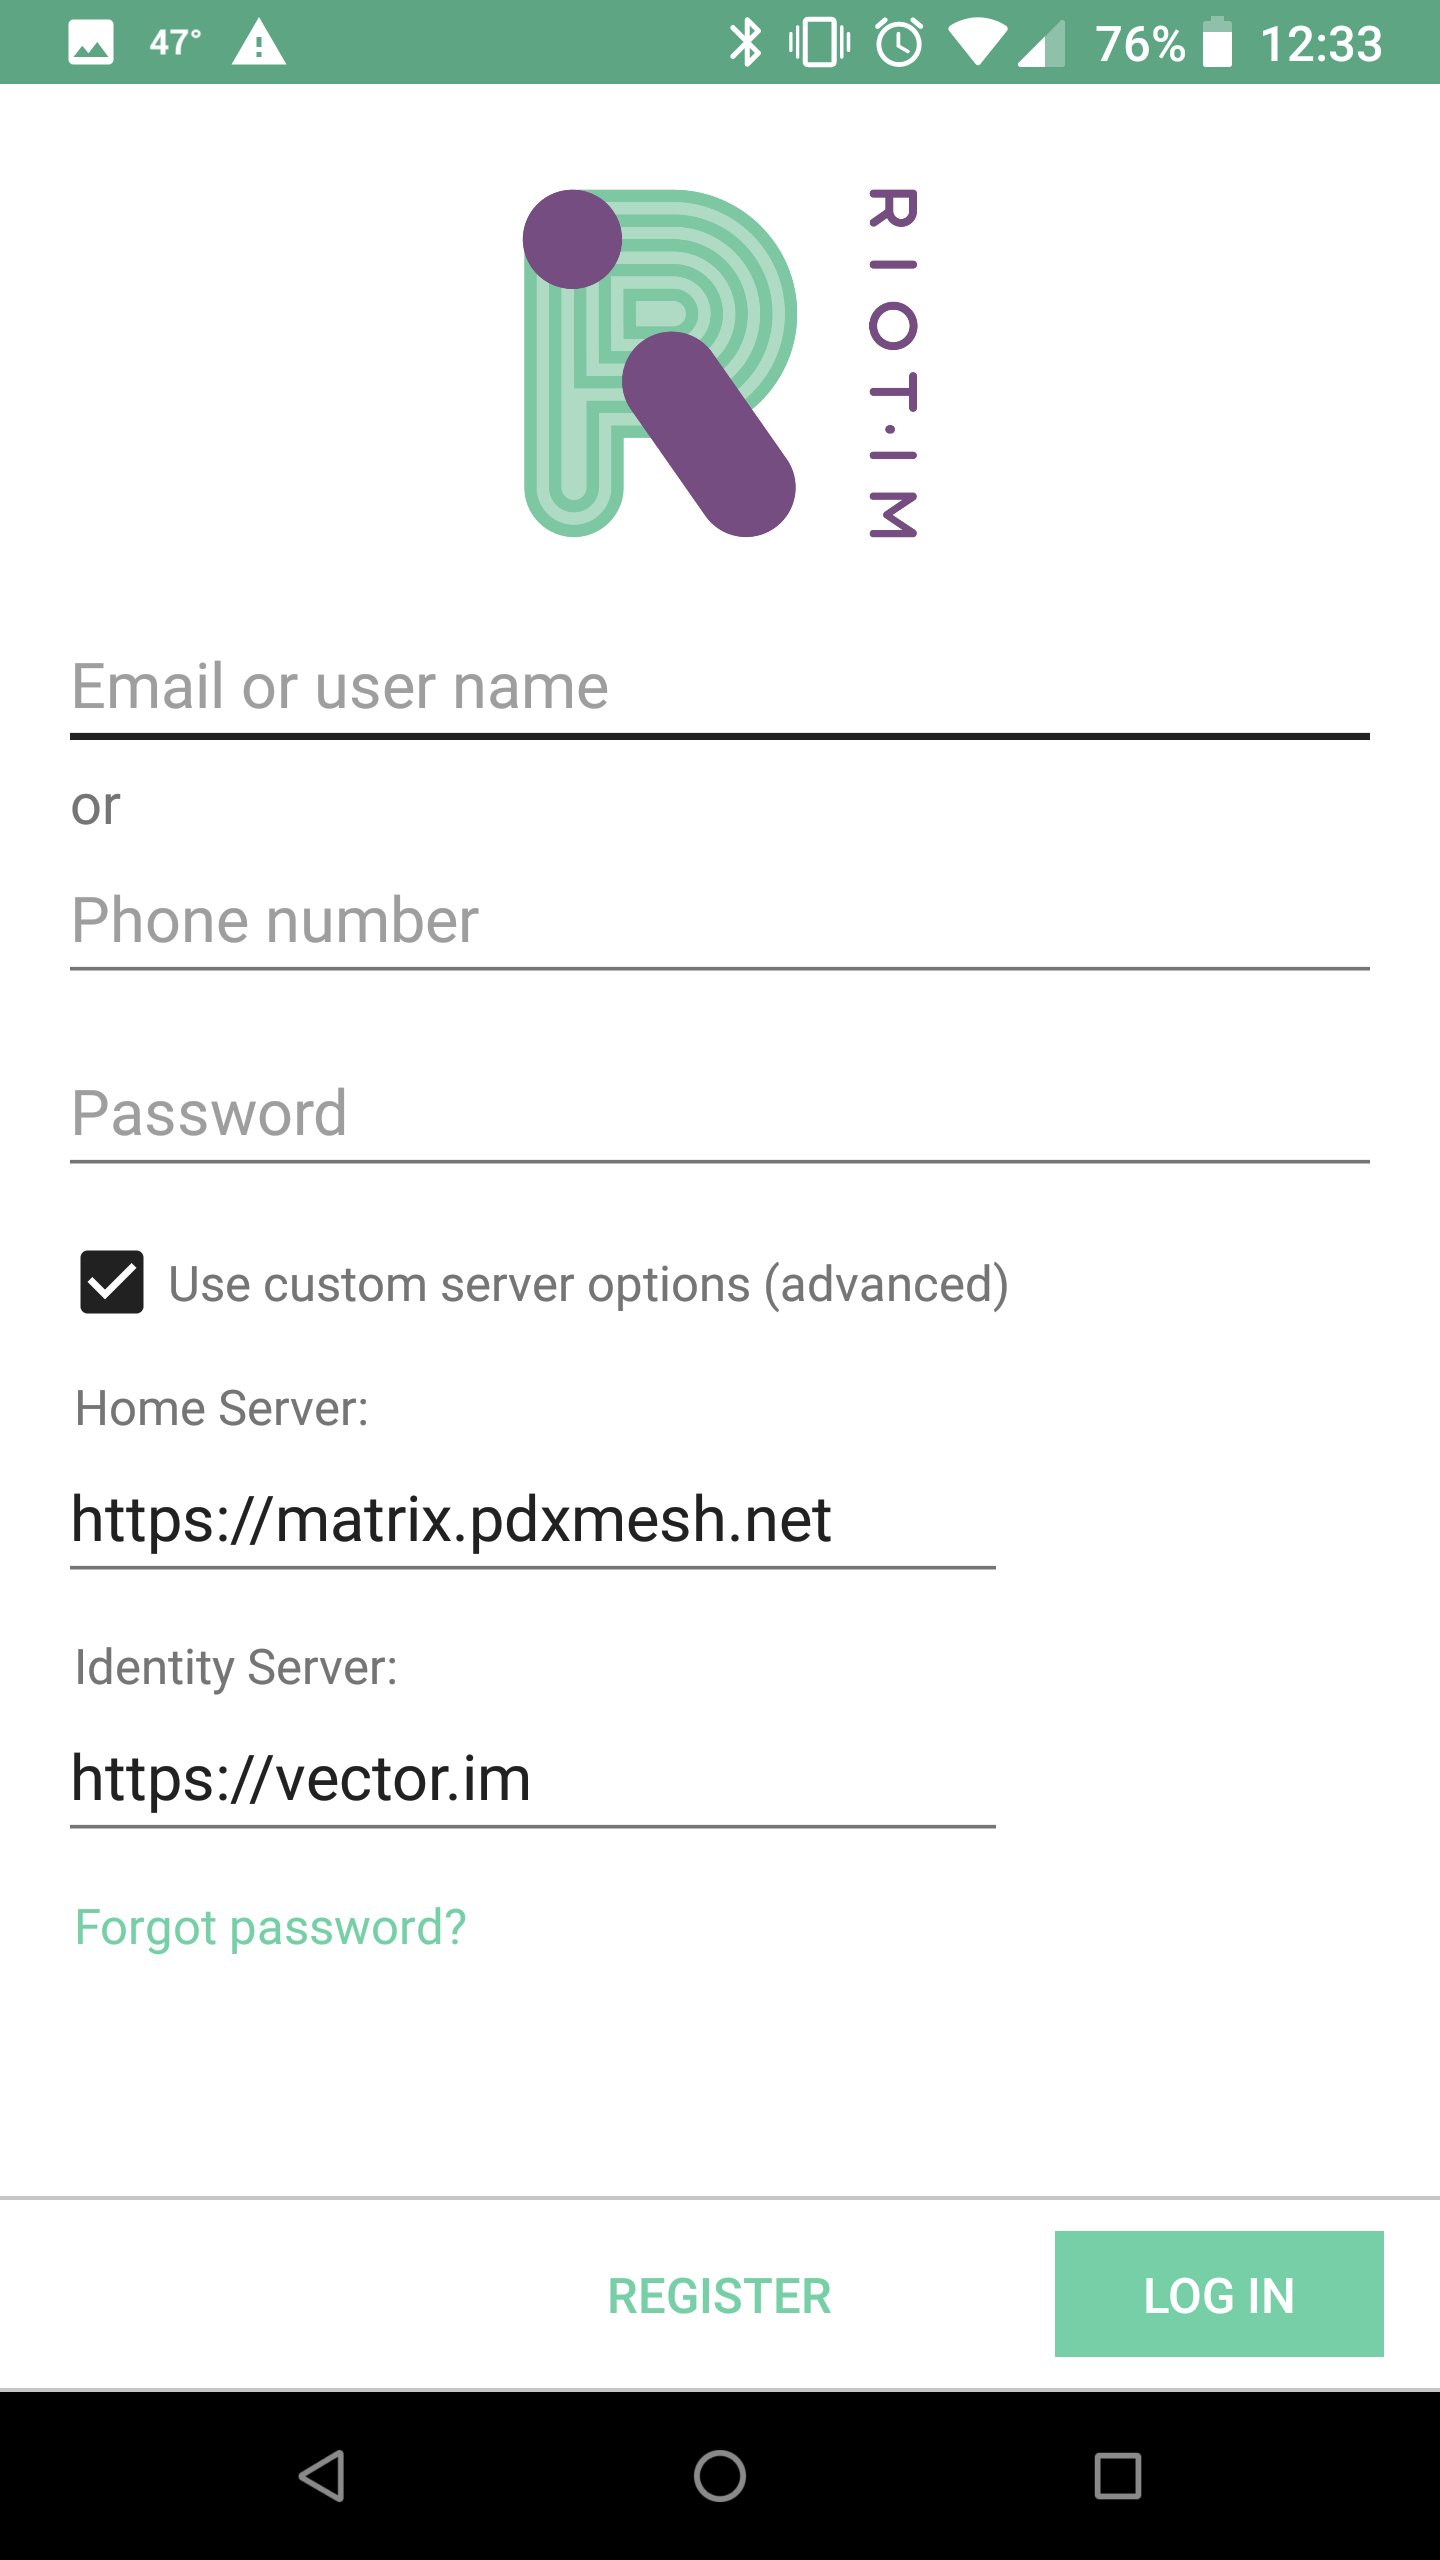 47° 76% 12:33
RIOT.IM
Email or user name
or
Phone number
Password
Use custom server options (advanced)
Home Server:
https://matrix.pdxmesh.net
Identity Server:
https://vector.im
Forgot password?
REGISTER LOG IN